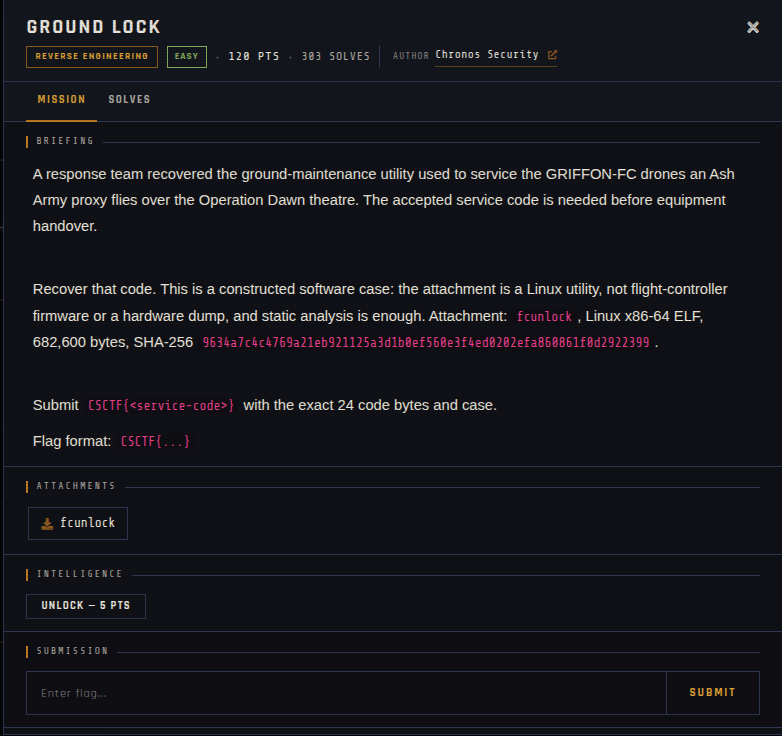 GROUND LOCK
REVERSE ENGINEERING EASY · 120 PTS · 303 SOLVES AUTHOR Chronos Security
MISSION SOLVES
BRIEFING
A response team recovered the ground-maintenance utility used to service the GRIFFON-FC drones an Ash
Army proxy flies over the Operation Dawn theatre. The accepted service code is needed before equipment
handover.
Recover that code. This is a constructed software case: the attachment is a Linux utility, not flight-controller
firmware or a hardware dump, and static analysis is enough. Attachment: fcunlock , Linux x86-64 ELF,
682,600 bytes, SHA-256 9634a7c4c4769a21eb921125a3d1b0ef560e3f4ed0202efa860861f0d2922399 .
Submit CSCTF{<service-code>} with the exact 24 code bytes and case.
Flag format: CSCTF{...}
ATTACHMENTS
fcunlock
INTELLIGENCE
UNLOCK — 5 PTS
SUBMISSION
Enter flag...
SUBMIT